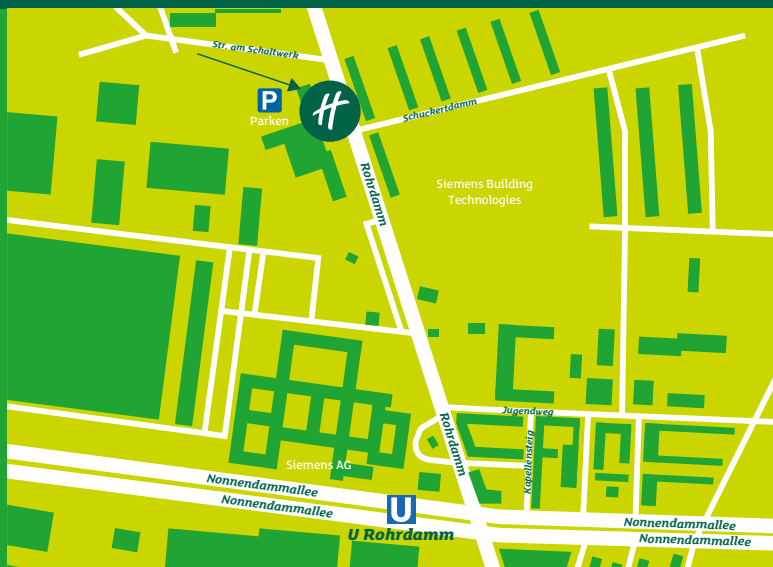 Str. am Schaltwerk
P
Parken
H
Schuckertdamm
Rohrdamm
Siemens Building
Technologies
Jugendweg
Rohrdamm
Kapellensteig
Siemens AG
Nonnendammallee
Nonnendammallee
U
U Rohrdamm
Nonnendammallee
Nonnendammallee